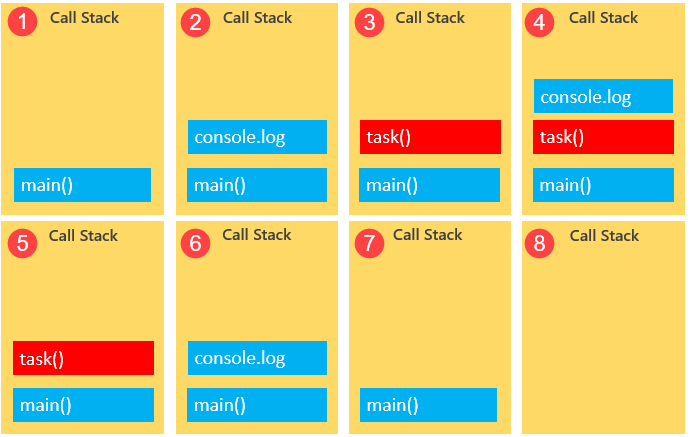 1 Call Stack
main()
2 Call Stack
console.log
main()
3 Call Stack
task()
main()
4 Call Stack
console.log
task()
main()
5 Call Stack
task()
main()
6 Call Stack
console.log
main()
7 Call Stack
main()
8 Call Stack